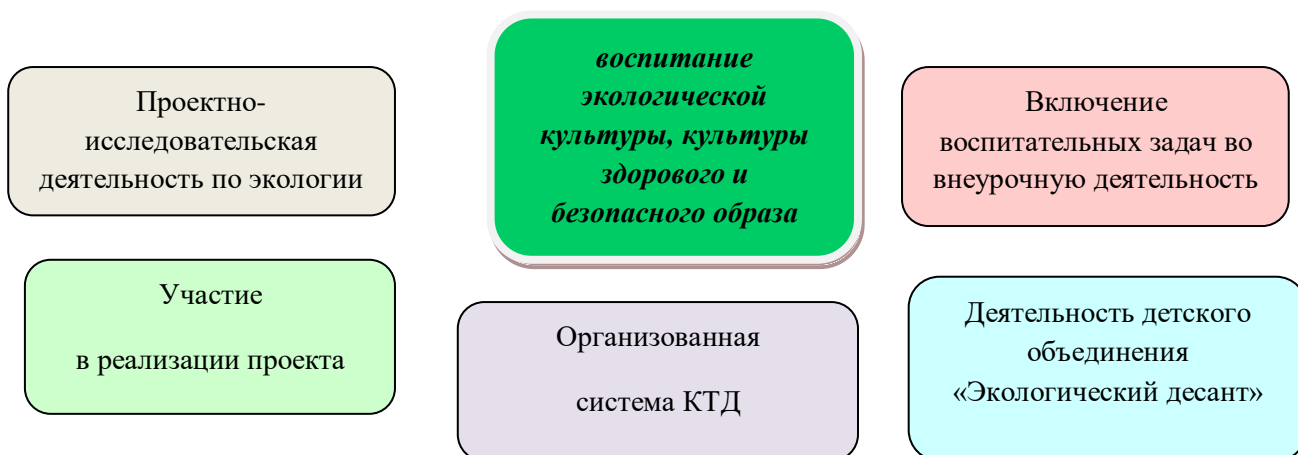 Проектно-
исследовательская
деятельность по экологии
воспитание
экологической
культуры, культуры
здорового и
безопасного образа
Включение
воспитательных задач во
внеурочную деятельность
Участие
в реализации проекта
Организованная
система КТД
Деятельность детского
объединения
«Экологический десант»